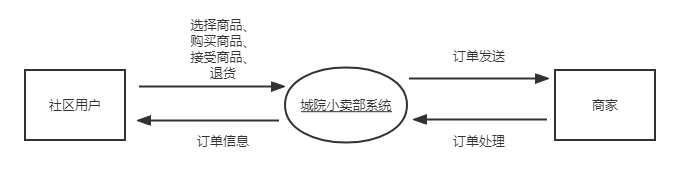 选择商品、
购买商品、
接受商品、
退货
订单发送
社区用户
城院小卖部系统
商家
订单信息
订单处理